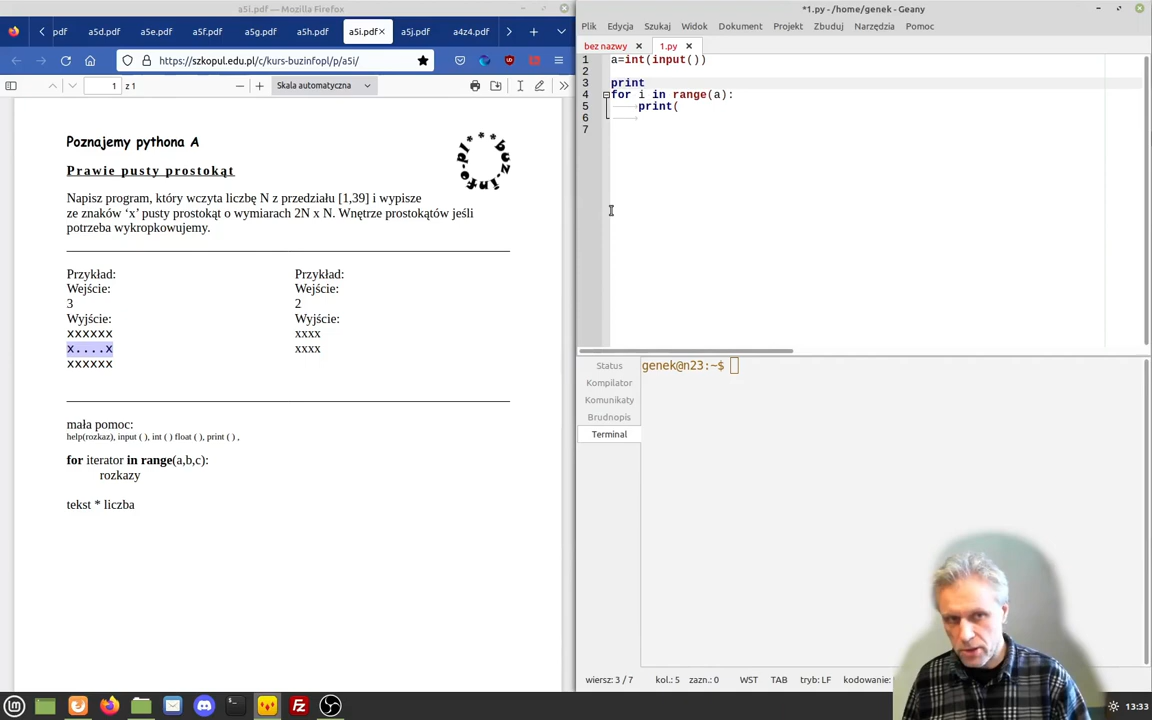 a5i.pdf — Mozilla Firefox
*1.py - /home/genek - Geany
Plik Edycja Szukaj Widok Dokument Projekt Zbuduj Narzędzia Pomoc
.pdf a5d.pdf a5e.pdf a5f.pdf a5g.pdf a5h.pdf a5i.pdf a5j.pdf a4z4.pdf
bez nazwy 1.py
https://szkopul.edu.pl/c/kurs-buzinfopl/p/a5i/
1 z 1 Skala automatyczna
1 a=int(input())
2
3 print
4 for i in range(a):
5 print(
6
7
Poznajemy pythona A
Prawie pusty prostokąt
***buz.info.pl
Napisz program, który wczyta liczbę N z przedziału [1,39] i wypisze
ze znaków ‘x’ pusty prostokąt o wymiarach 2N x N. Wnętrze prostokątów jeśli
potrzeba wykropkowujemy.
Przykład:
Wejście:
3
Wyjście:
xxxxxx
x....x
xxxxxx
Przykład:
Wejście:
2
Wyjście:
xxxx
xxxx
mała pomoc:
help(rozkaz), input ( ), int ( ) float ( ), print ( ) ,
for iterator in range(a,b,c):
rozkazy
tekst * liczba
Status
Kompilator
Komunikaty
Brudnopis
Terminal
genek@n23:~$
wiersz: 3 / 7 kol.: 5 zazn.: 0 WST TAB tryb: LF kodowanie:
13:33